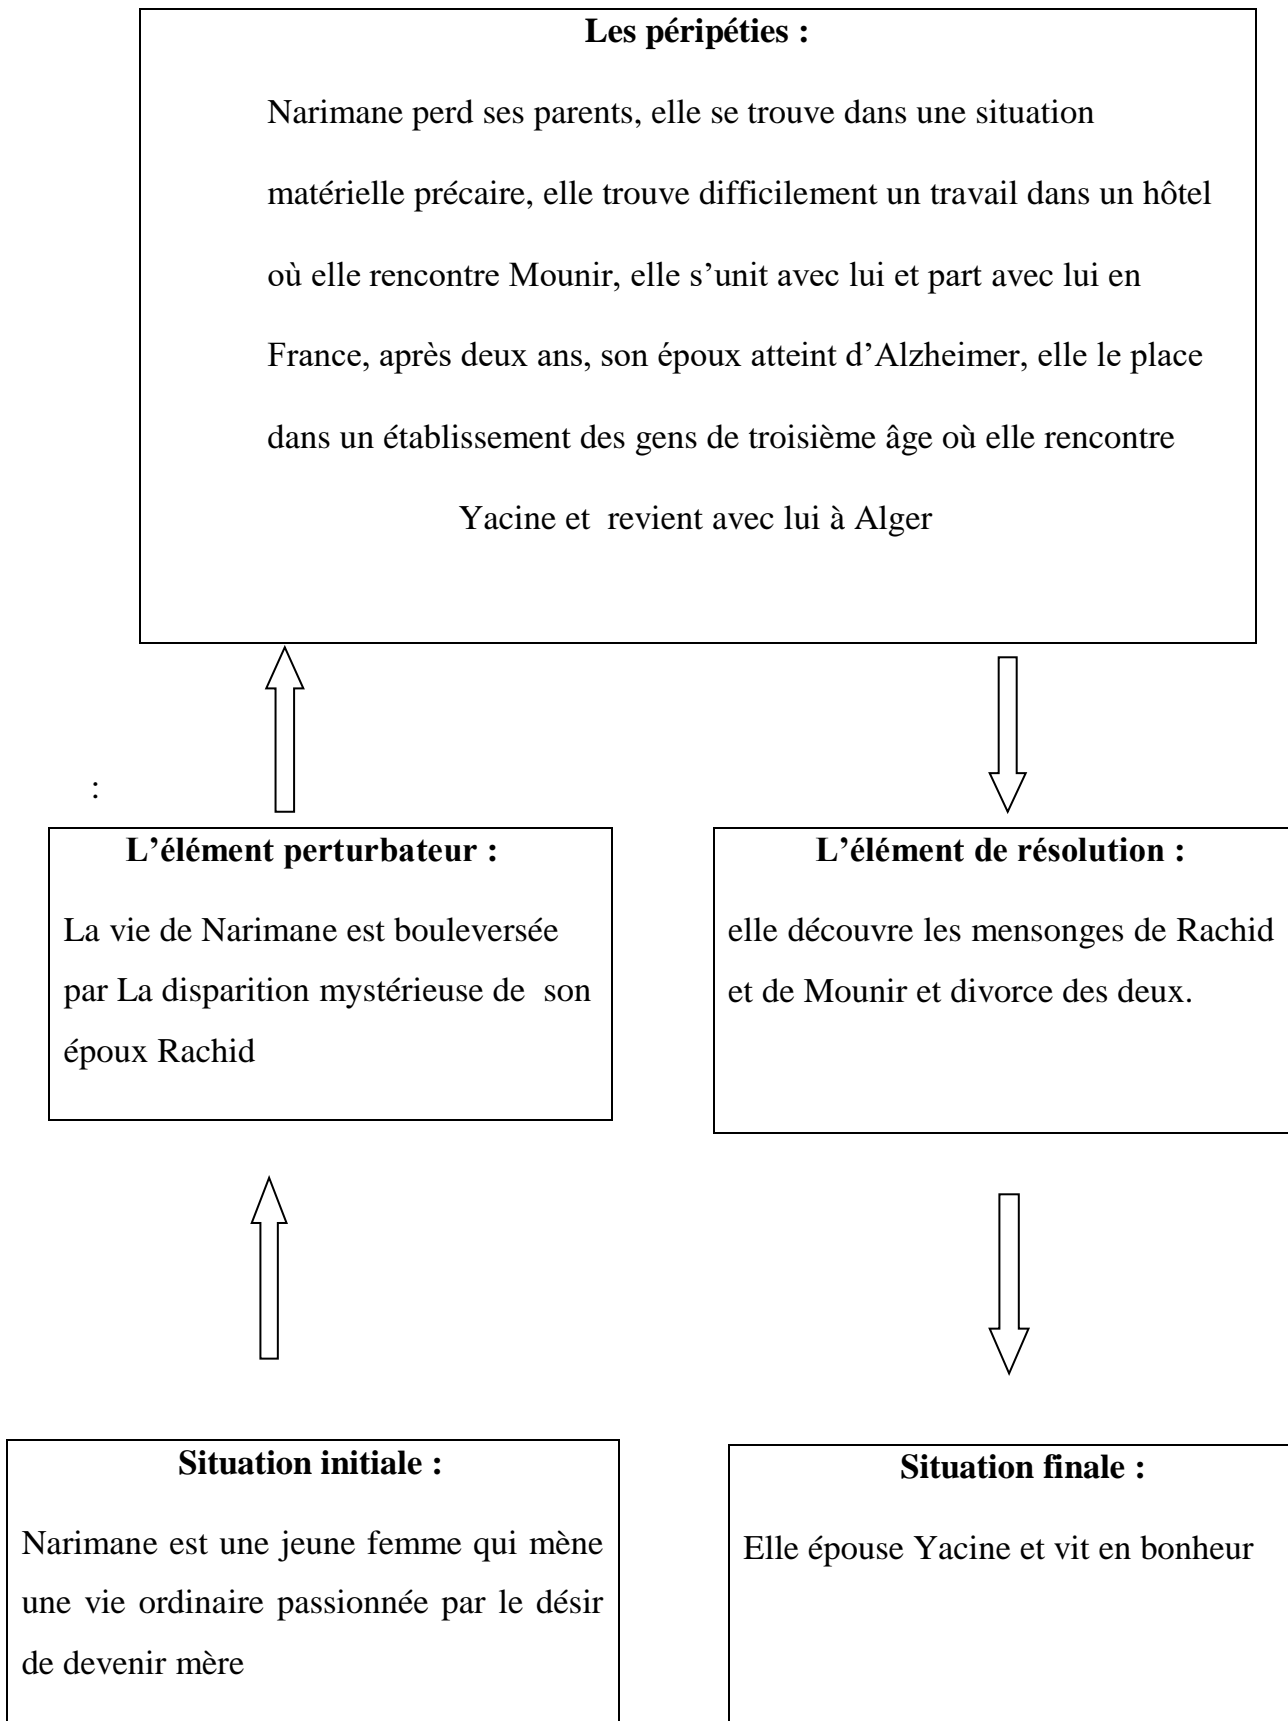 Les péripéties :
Narimane perd ses parents, elle se trouve dans une situation
matérielle précaire, elle trouve difficilement un travail dans un hôtel
où elle rencontre Mounir, elle s’unit avec lui et part avec lui en
France, après deux ans, son époux atteint d’Alzheimer, elle le place
dans un établissement des gens de troisième âge où elle rencontre
Yacine et revient avec lui à Alger
:
L’élément perturbateur :
La vie de Narimane est bouleversée
par La disparition mystérieuse de son
époux Rachid
L’élément de résolution :
elle découvre les mensonges de Rachid
et de Mounir et divorce des deux.
Situation initiale :
Narimane est une jeune femme qui mène
une vie ordinaire passionnée par le désir
de devenir mère
Situation finale :
Elle épouse Yacine et vit en bonheur